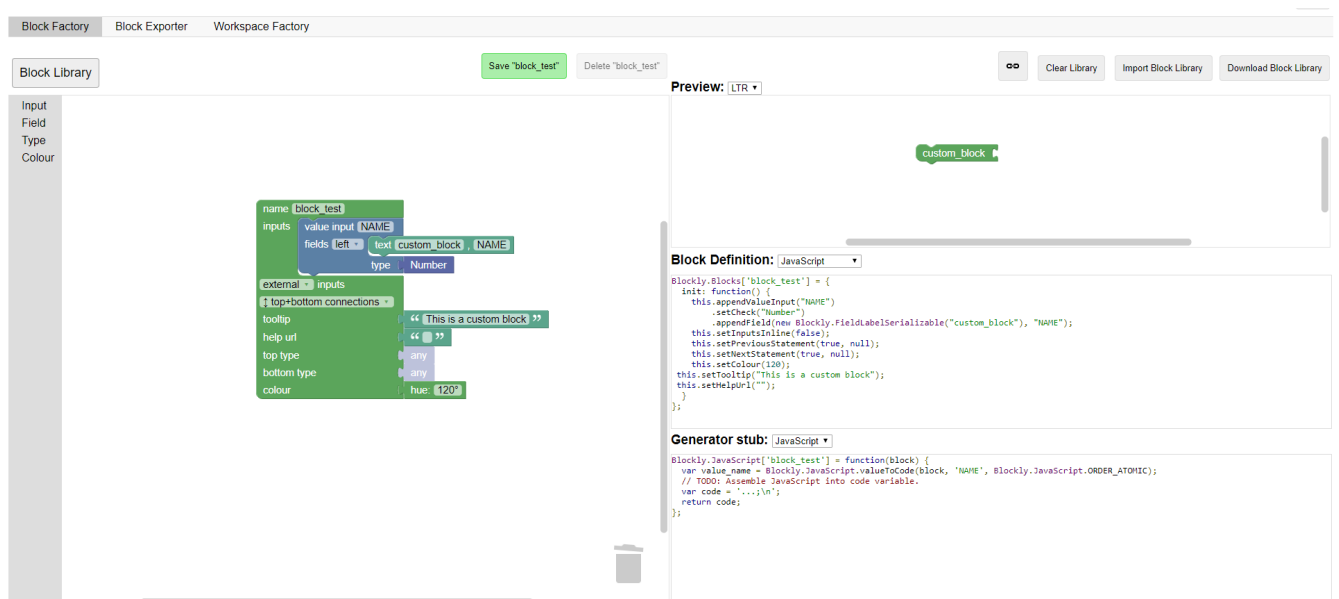 Block Factory Block Exporter Workspace Factory
Block Library
Save "block_test" Delete "block_test"
Clear Library Import Block Library Download Block Library
Input
Field
Type
Colour
name block_test
inputs value input NAME
fields left text custom_block , NAME
type Number
external inputs
↕ top+bottom connections
tooltip “ This is a custom block ”
help url “ ”
top type any
bottom type any
colour hue: 120°
Preview: LTR
custom_block
Block Definition: JavaScript
Blockly.Blocks['block_test'] = {
  init: function() {
    this.appendValueInput("NAME")
        .setCheck("Number")
        .appendField(new Blockly.FieldLabelSerializable("custom_block"), "NAME");
    this.setInputsInline(false);
    this.setPreviousStatement(true, null);
    this.setNextStatement(true, null);
    this.setColour(120);
 this.setTooltip("This is a custom block");
 this.setHelpUrl("");
  }
};
Generator stub: JavaScript
Blockly.JavaScript['block_test'] = function(block) {
  var value_name = Blockly.JavaScript.valueToCode(block, 'NAME', Blockly.JavaScript.ORDER_ATOMIC);
  // TODO: Assemble JavaScript into code variable.
  var code = '...;\n';
  return code;
};